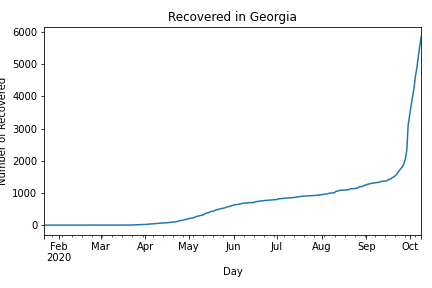 Recovered in Georgia
6000
5000
4000
3000
2000
1000
0
Number of Recovered
Feb Mar Apr May Jun Jul Aug Sep Oct
2020
Day